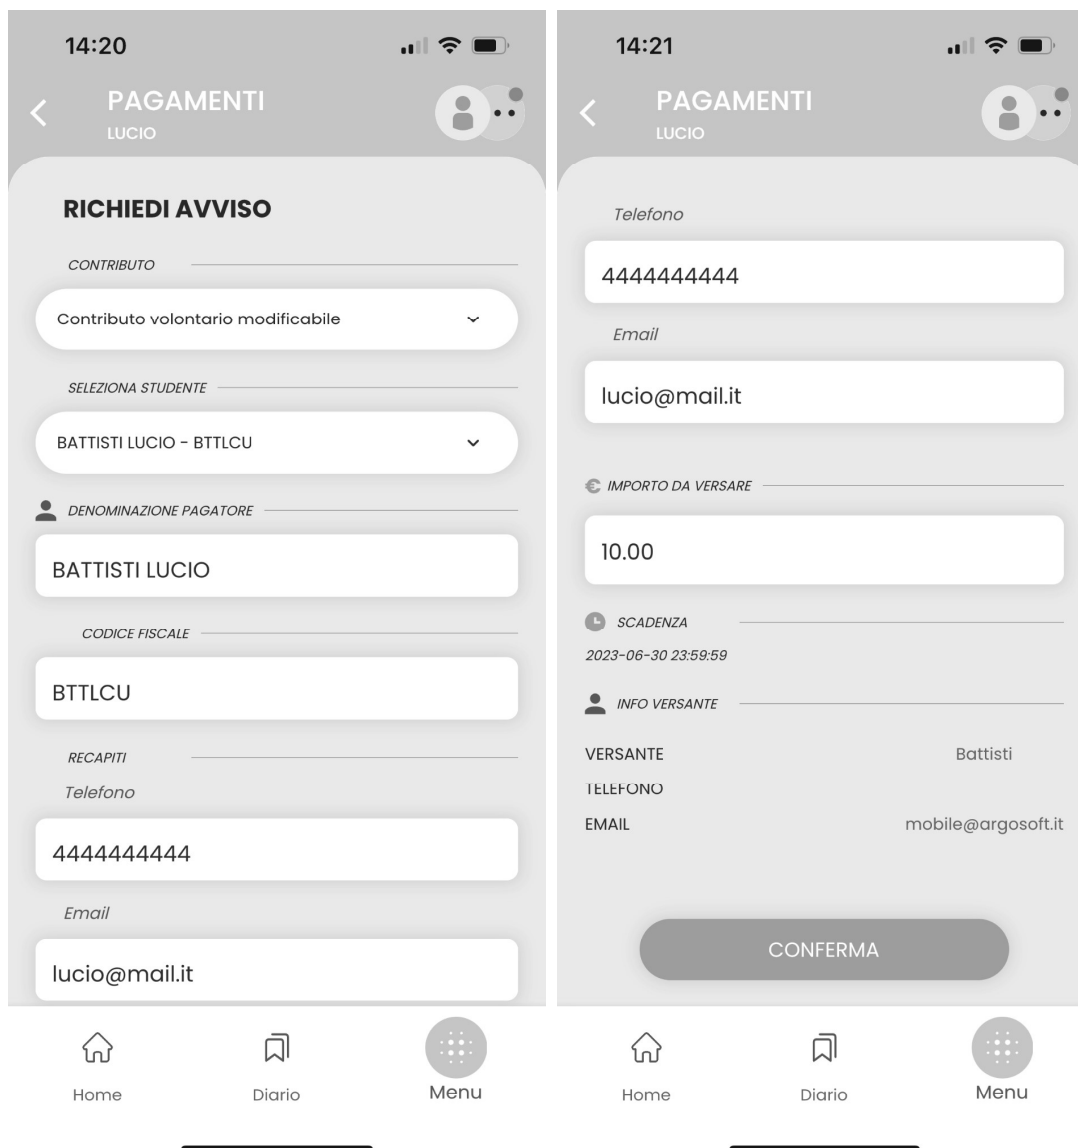 14:20
PAGAMENTI
LUCIO
RICHIEDI AVVISO
CONTRIBUTO
Contributo volontario modificabile
SELEZIONA STUDENTE
BATTISTI LUCIO - BTTLCU
DENOMINAZIONE PAGATORE
BATTISTI LUCIO
CODICE FISCALE
BTTLCU
RECAPITI
Telefono
4444444444
Email
lucio@mail.it
Home Diario Menu
14:21
PAGAMENTI
LUCIO
Telefono
4444444444
Email
lucio@mail.it
€ IMPORTO DA VERSARE
10.00
SCADENZA
2023-06-30 23:59:59
INFO VERSANTE
VERSANTE Battisti
TELEFONO
EMAIL mobile@argosoft.it
CONFERMA
Home Diario Menu